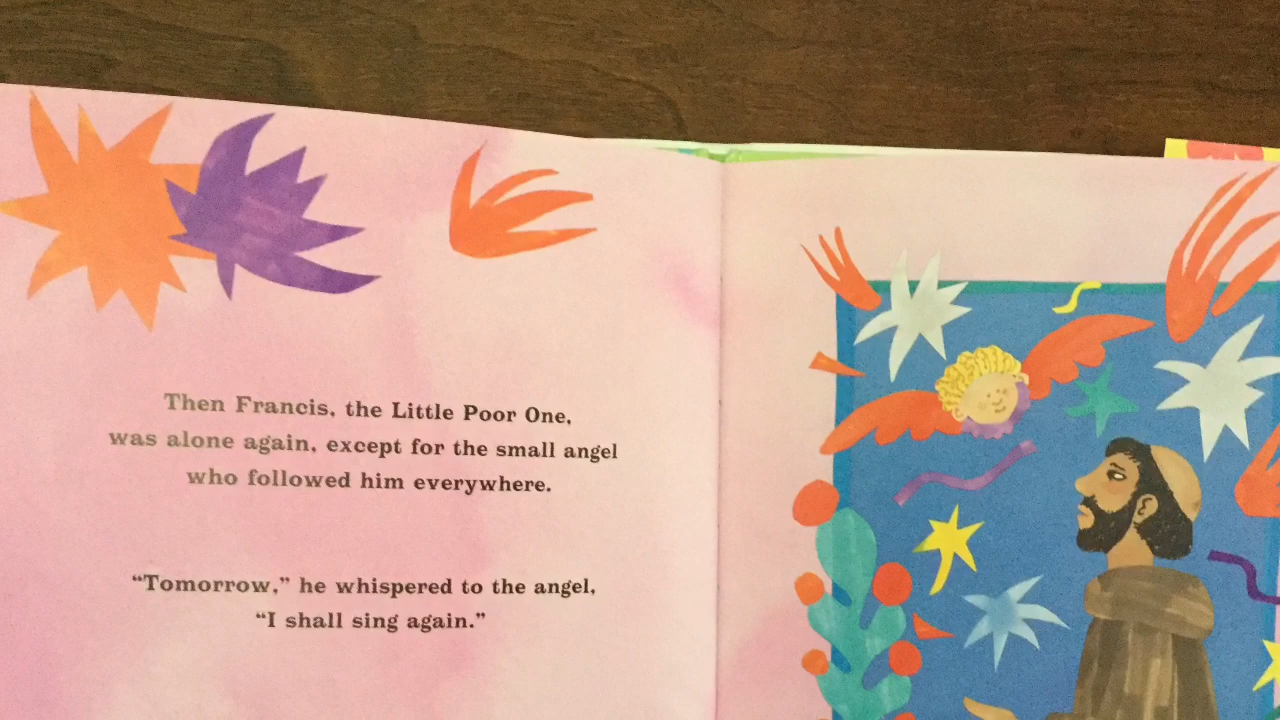 Then Francis, the Little Poor One,
was alone again, except for the small angel
who followed him everywhere.
“Tomorrow,” he whispered to the angel,
“I shall sing again.”